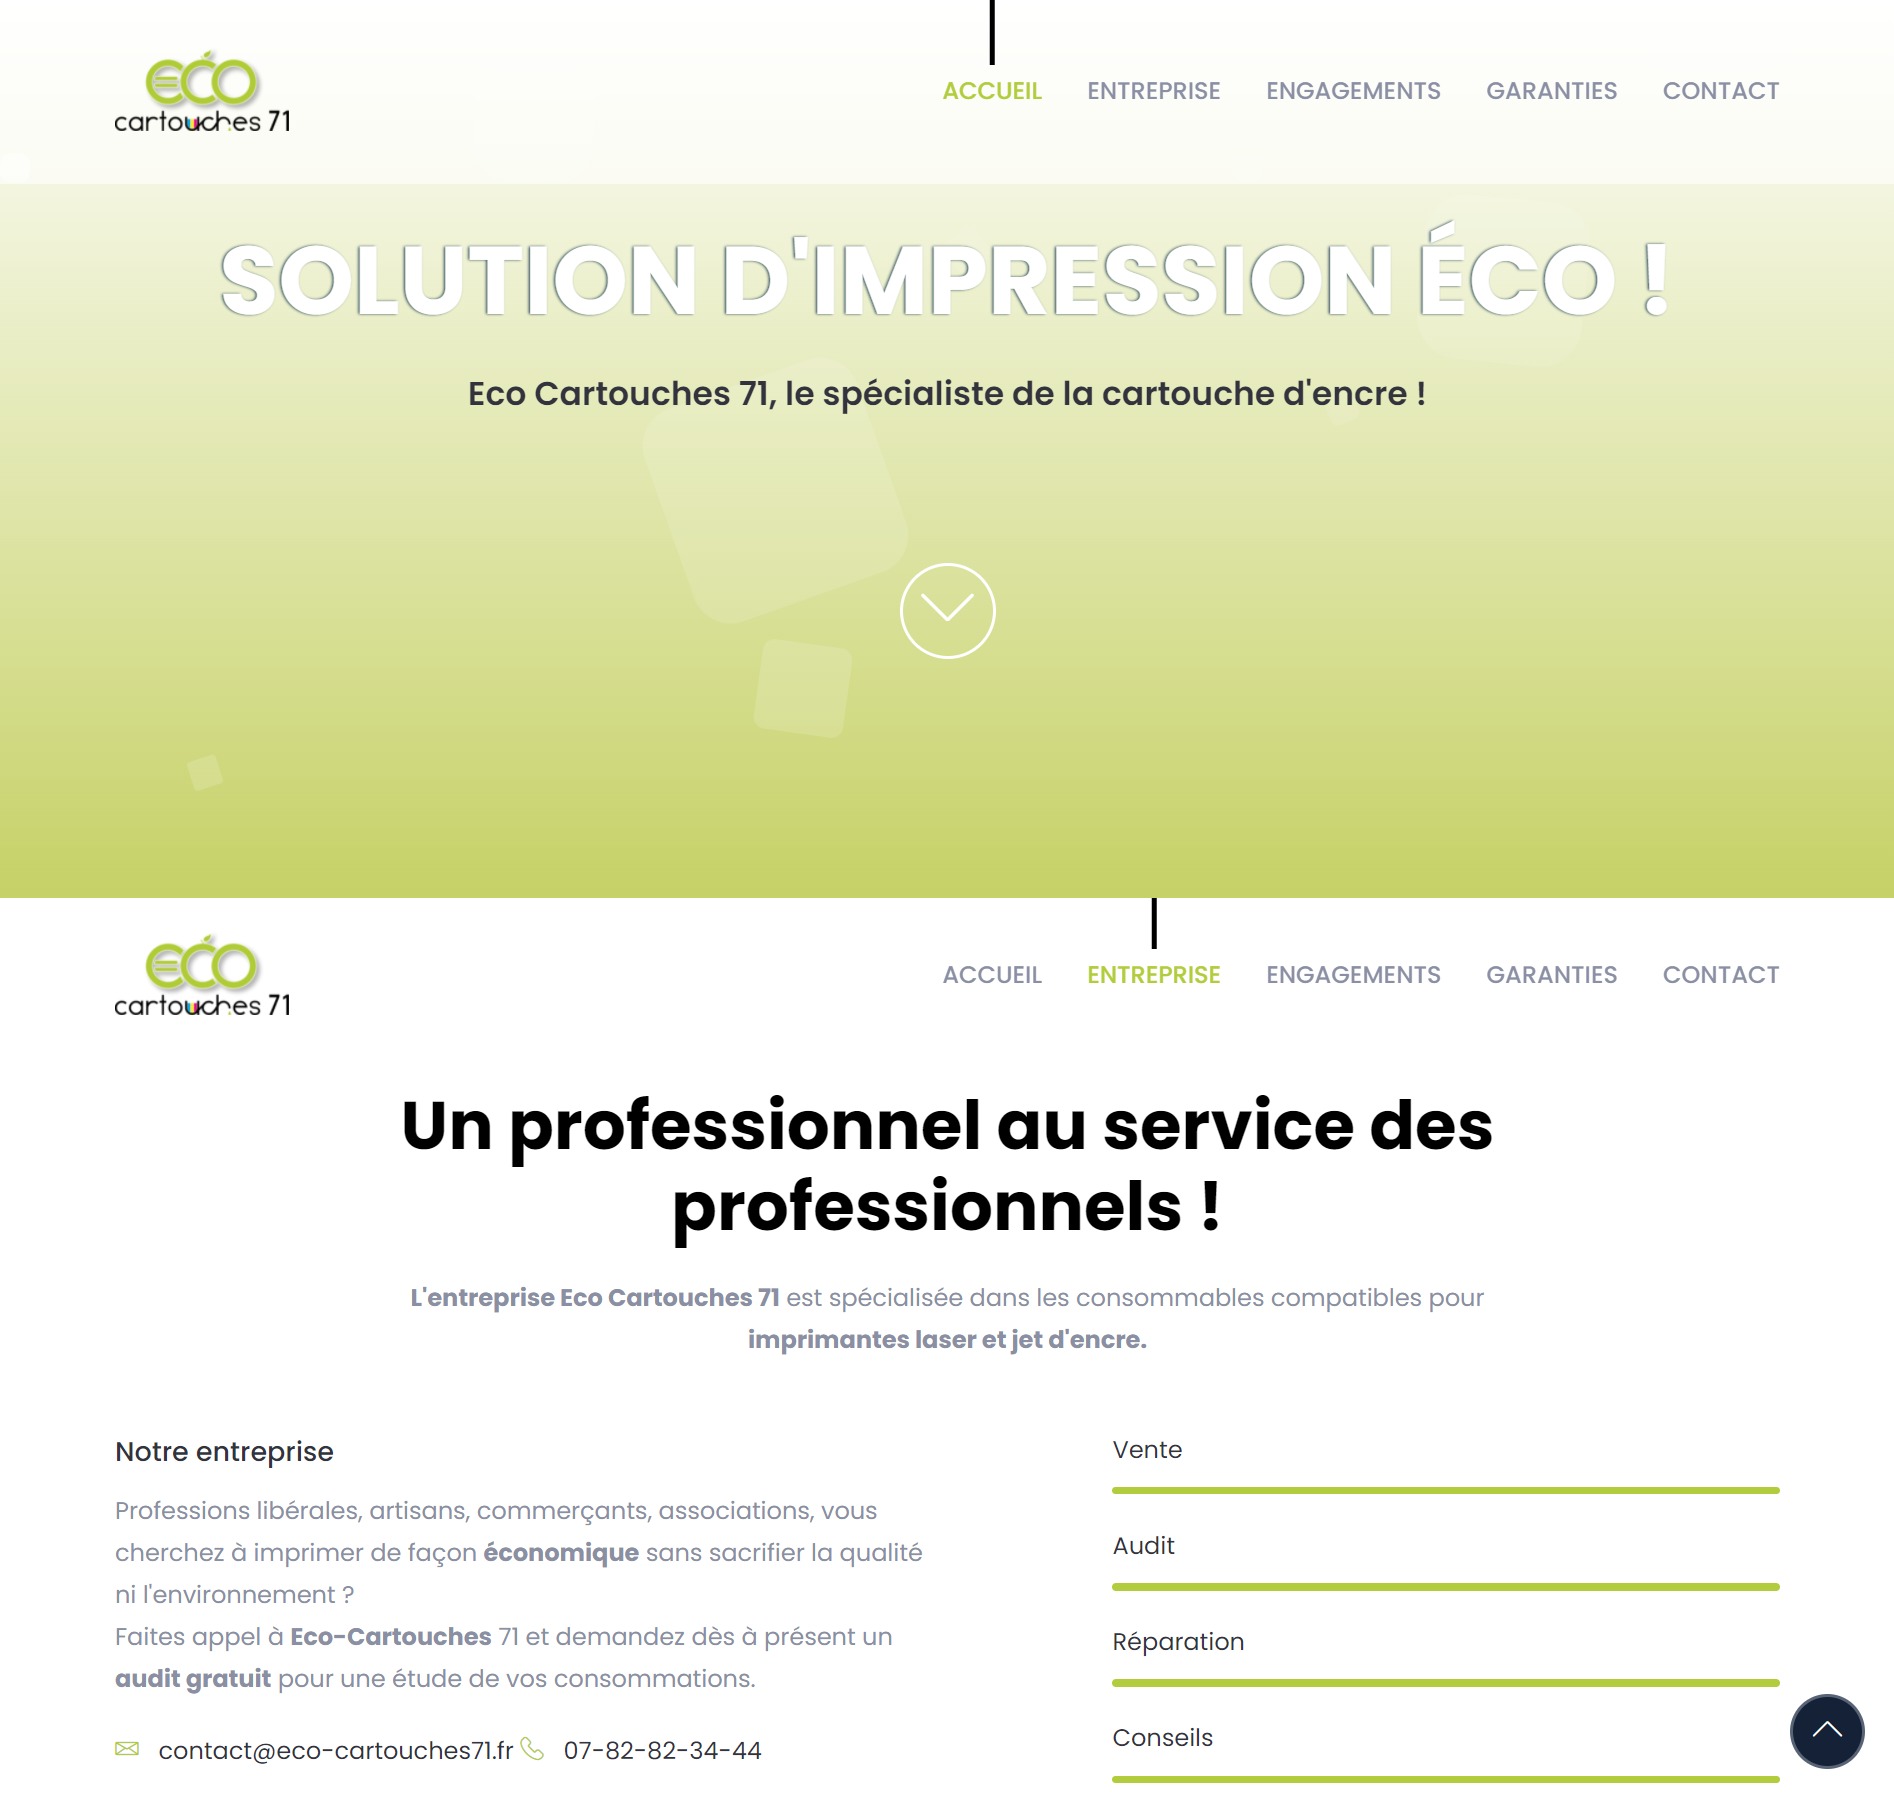 eco
cartouches 71
ACCUEIL ENTREPRISE ENGAGEMENTS GARANTIES CONTACT
SOLUTION D'IMPRESSION ÉCO !
Eco Cartouches 71, le spécialiste de la cartouche d'encre !
eco
cartouches 71
ACCUEIL ENTREPRISE ENGAGEMENTS GARANTIES CONTACT
Un professionnel au service des
professionnels !
L'entreprise Eco Cartouches 71 est spécialisée dans les consommables compatibles pour
imprimantes laser et jet d'encre.
Notre entreprise
Professions libérales, artisans, commerçants, associations, vous
cherchez à imprimer de façon économique sans sacrifier la qualité
ni l'environnement ?
Faites appel à Eco-Cartouches 71 et demandez dès à présent un
audit gratuit pour une étude de vos consommations.
contact@eco-cartouches71.fr 07-82-82-34-44
Vente
Audit
Réparation
Conseils